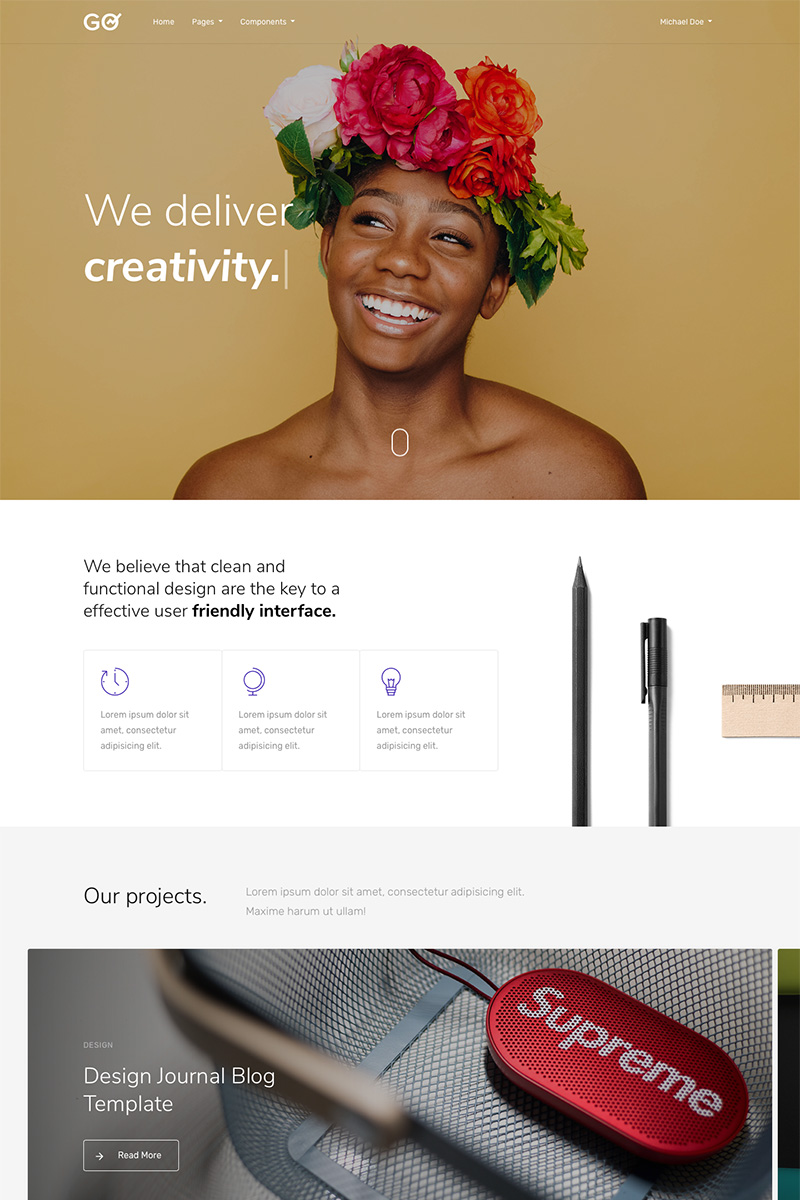 GO
Home Pages Components Michael Doe
We deliver
creativity.
We believe that clean and
functional design are the key to a
effective user friendly interface.
Lorem ipsum dolor sit
amet, consectetur
adipisicing elit.
Lorem ipsum dolor sit
amet, consectetur
adipisicing elit.
Lorem ipsum dolor sit
amet, consectetur
adipisicing elit.
Our projects.
Lorem ipsum dolor sit amet, consectetur adipisicing elit.
Maxime harum ut ullam!
Supreme
DESIGN
Design Journal Blog
Template
Read More